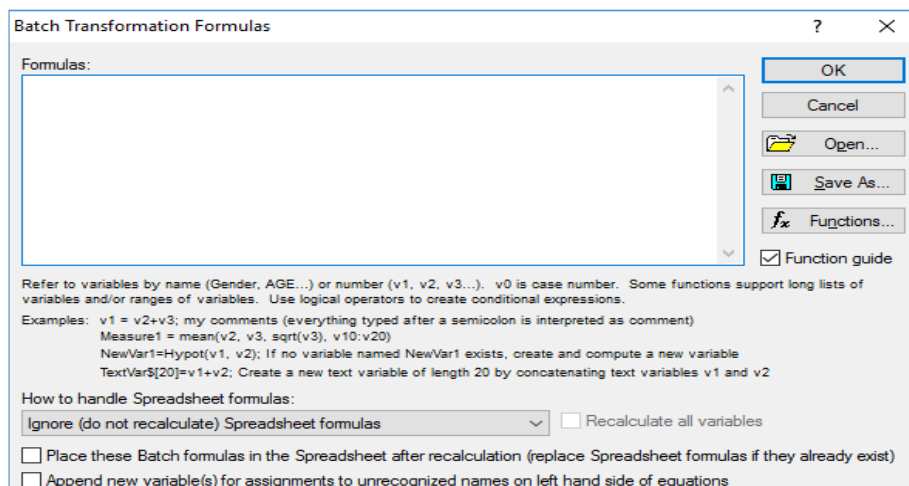 Batch Transformation Formulas
? X
Formulas:
OK
Cancel
Open...
Save As...
fx Functions...
Function guide
Refer to variables by name (Gender, AGE...) or number (v1, v2, v3...).  v0 is case number.  Some functions support long lists of
variables and/or ranges of variables.  Use logical operators to create conditional expressions.
Examples:  v1 = v2+v3; my comments (everything typed after a semicolon is interpreted as comment)
Measure1 = mean(v2, v3, sqrt(v3), v10:v20)
NewVar1=Hypot(v1, v2); If no variable named NewVar1 exists, create and compute a new variable
TextVar$[20]=v1+v2; Create a new text variable of length 20 by concatenating text variables v1 and v2
How to handle Spreadsheet formulas:
Ignore (do not recalculate) Spreadsheet formulas
Recalculate all variables
Place these Batch formulas in the Spreadsheet after recalculation (replace Spreadsheet formulas if they already exist)
Append new variable(s) for assignments to unrecognized names on left hand side of equations